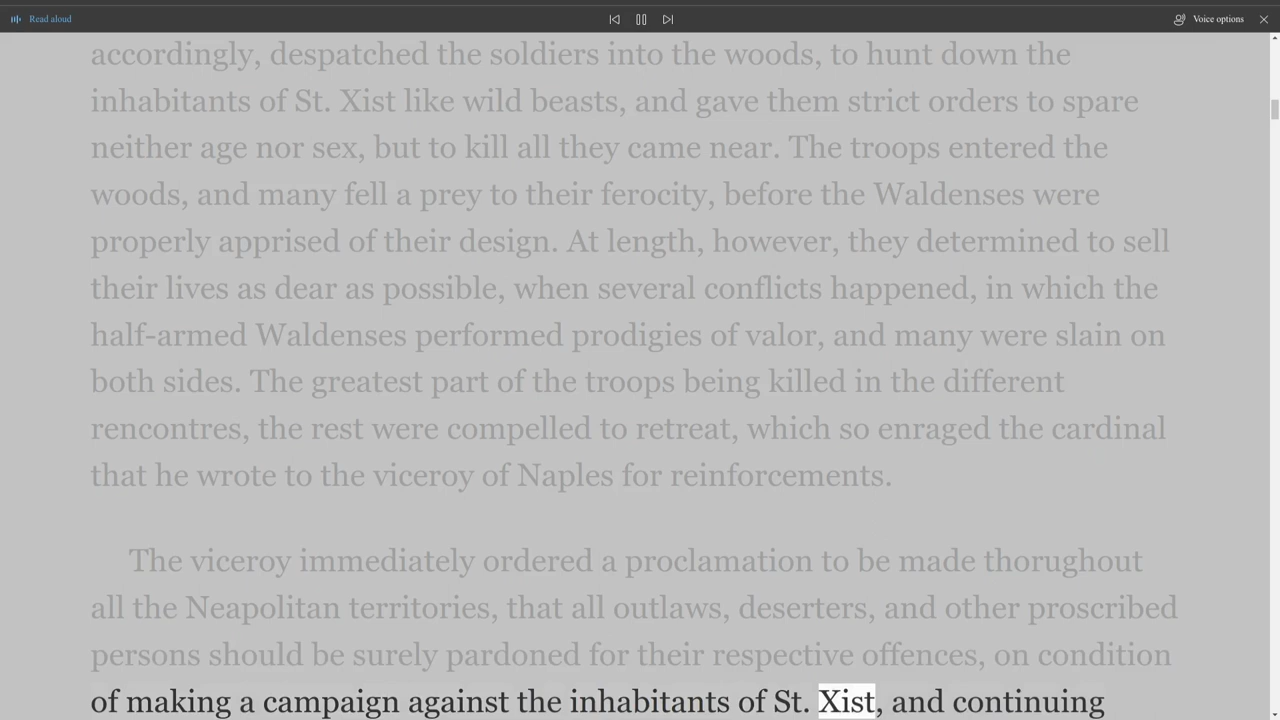 Read aloud
Voice options
accordingly, despatched the soldiers into the woods, to hunt down the
inhabitants of St. Xist like wild beasts, and gave them strict orders to spare
neither age nor sex, but to kill all they came near. The troops entered the
woods, and many fell a prey to their ferocity, before the Waldenses were
properly apprised of their design. At length, however, they determined to sell
their lives as dear as possible, when several conflicts happened, in which the
half-armed Waldenses performed prodigies of valor, and many were slain on
both sides. The greatest part of the troops being killed in the different
rencontres, the rest were compelled to retreat, which so enraged the cardinal
that he wrote to the viceroy of Naples for reinforcements.
The viceroy immediately ordered a proclamation to be made thorughout
all the Neapolitan territories, that all outlaws, deserters, and other proscribed
persons should be surely pardoned for their respective offences, on condition
of making a campaign against the inhabitants of St. Xist, and continuing